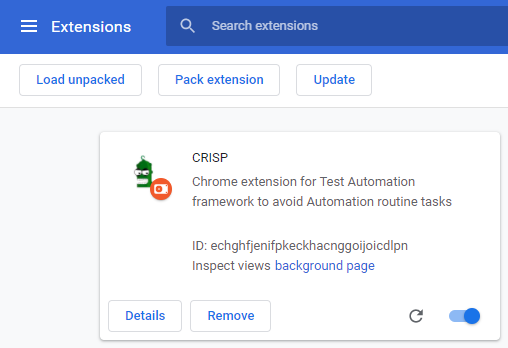 Extensions
Search extensions
Load unpacked
Pack extension
Update
CRISP
Chrome extension for Test Automation
framework to avoid Automation routine tasks
ID: echghfjenifpkeckhacnggoijoicdlpn
Inspect views background page
Details
Remove